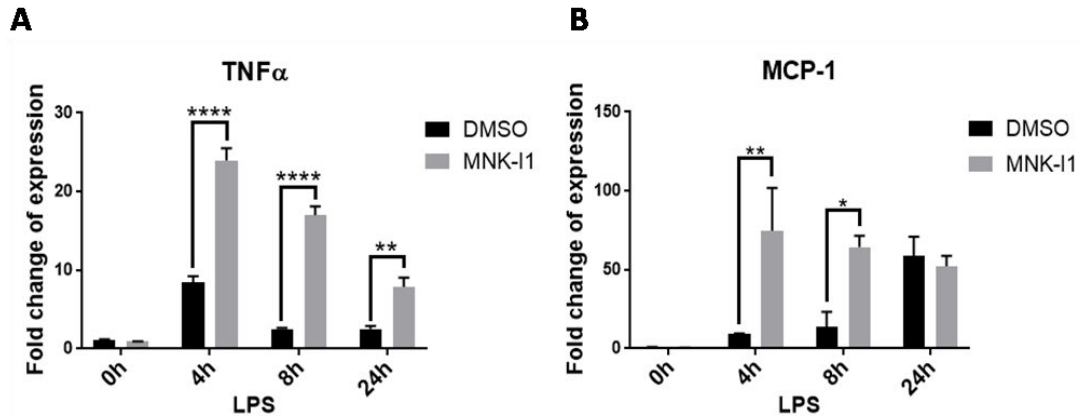 A
TNFα
Fold change of expression
30
20
10
0
****
****
**
0h
4h
8h
24h
LPS
DMSO
MNK-I1
B
MCP-1
Fold change of expression
150
100
50
0
**
*
0h
4h
8h
24h
LPS
DMSO
MNK-I1